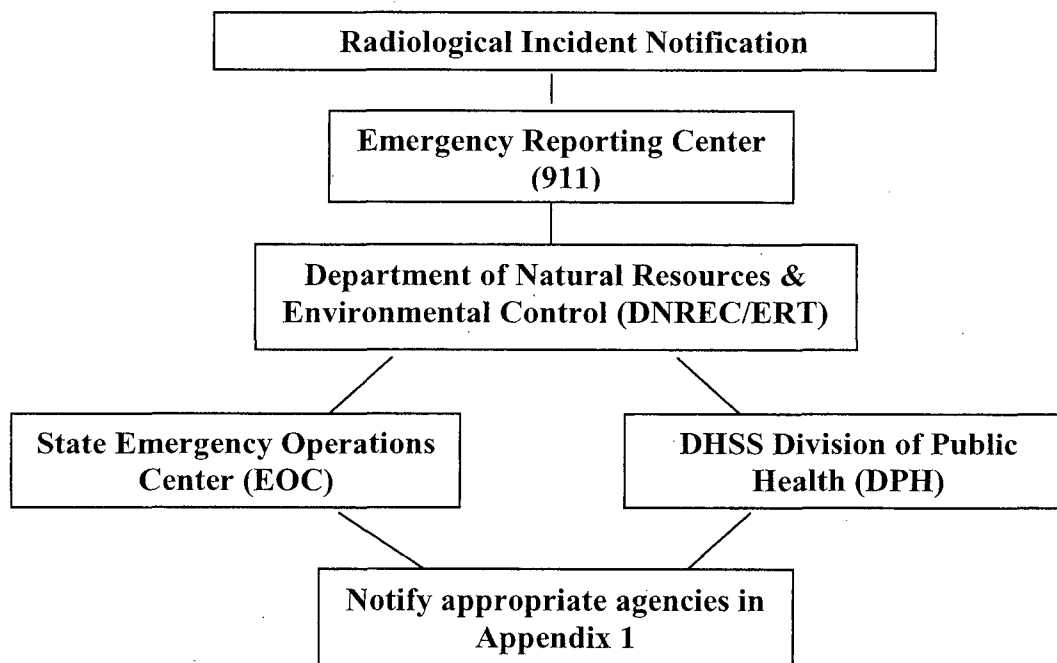 Radiological Incident Notification
Emergency Reporting Center
(911)
Department of Natural Resources &
Environmental Control (DNREC/ERT)
State Emergency Operations
Center (EOC)
DHSS Division of Public
Health (DPH)
Notify appropriate agencies in
Appendix 1